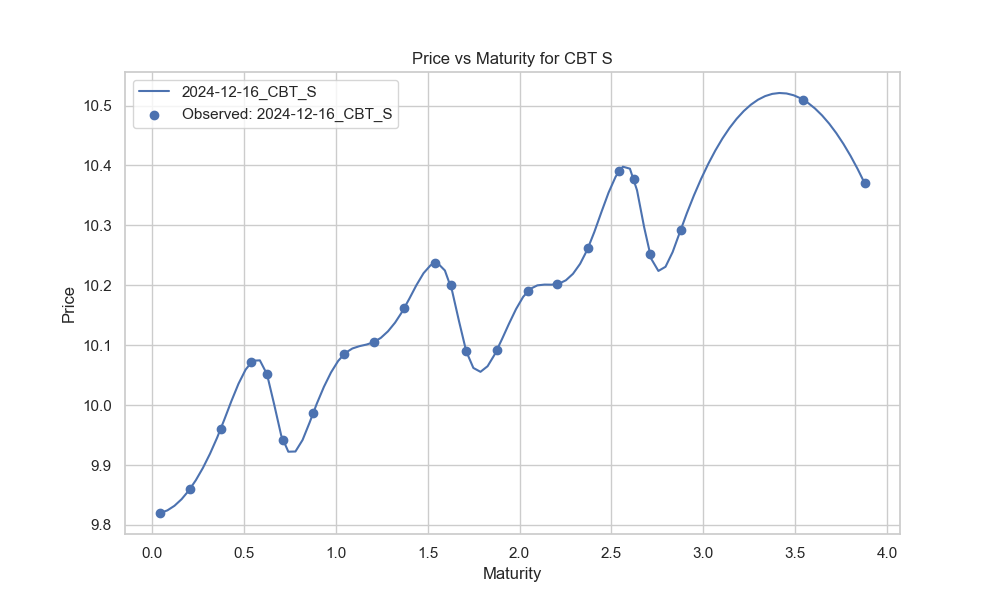 Price vs Maturity for CBT S
2024-12-16_CBT_S
Observed: 2024-12-16_CBT_S
Price
10.5
10.4
10.3
10.2
10.1
10.0
9.9
9.8
0.0 0.5 1.0 1.5 2.0 2.5 3.0 3.5 4.0
Maturity